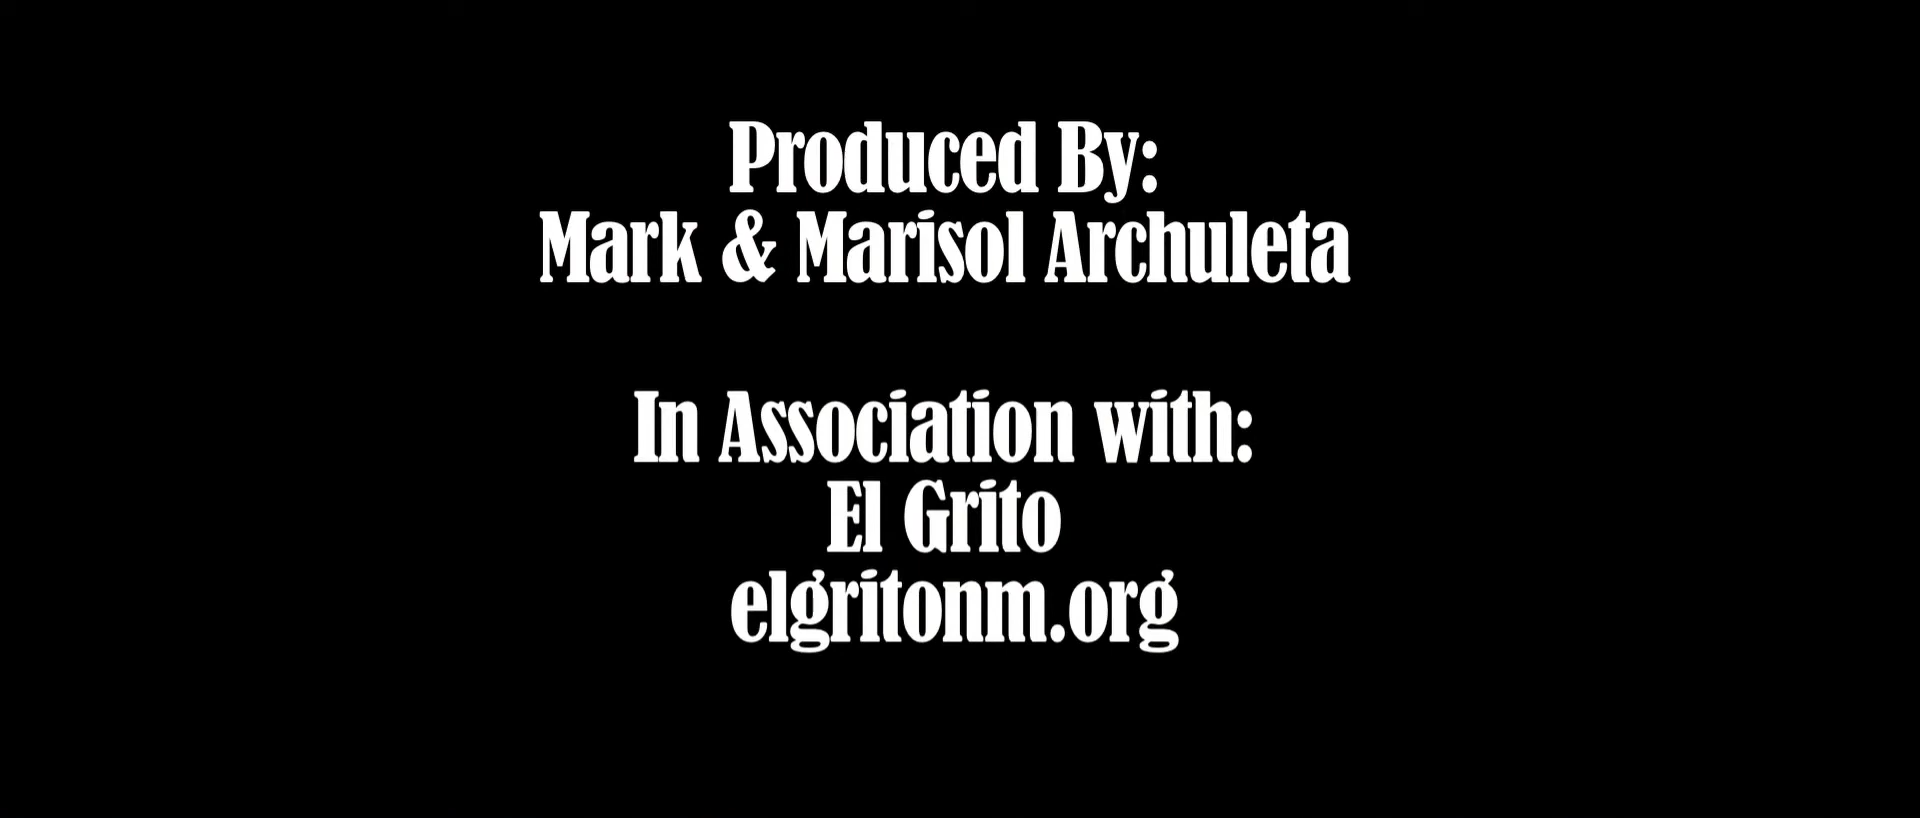 Produced By:
Mark & Marisol Archuleta
In Association with:
El Grito
elgritonm.org